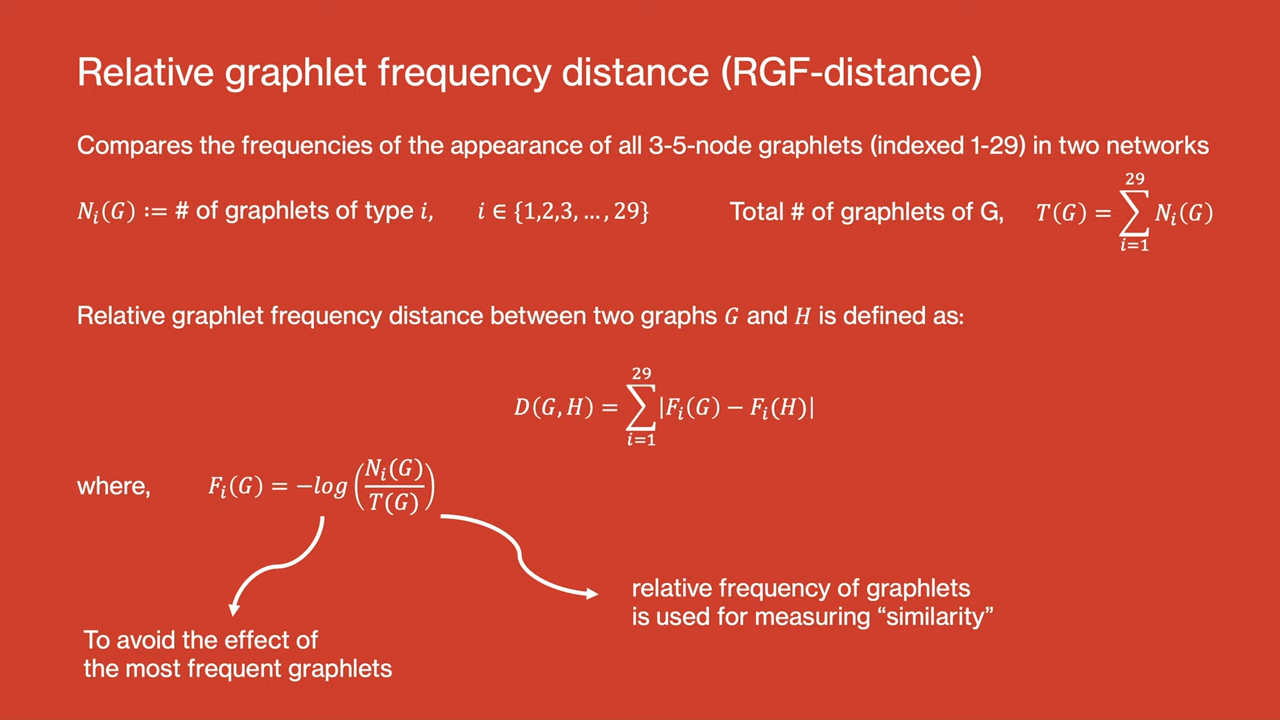 Relative graphlet frequency distance (RGF-distance)
Compares the frequencies of the appearance of all 3-5-node graphlets (indexed 1-29) in two networks
N_i(G) := # of graphlets of type i, i ∈ {1,2,3, ... , 29} Total # of graphlets of G, T(G) = ∑_{i=1}^{29} N_i(G)
Relative graphlet frequency distance between two graphs G and H is defined as:
D(G, H) = ∑_{i=1}^{29} |F_i(G) − F_i(H)|
where, F_i(G) = −log (N_i(G) / T(G))
relative frequency of graphlets
is used for measuring “similarity”
To avoid the effect of
the most frequent graphlets